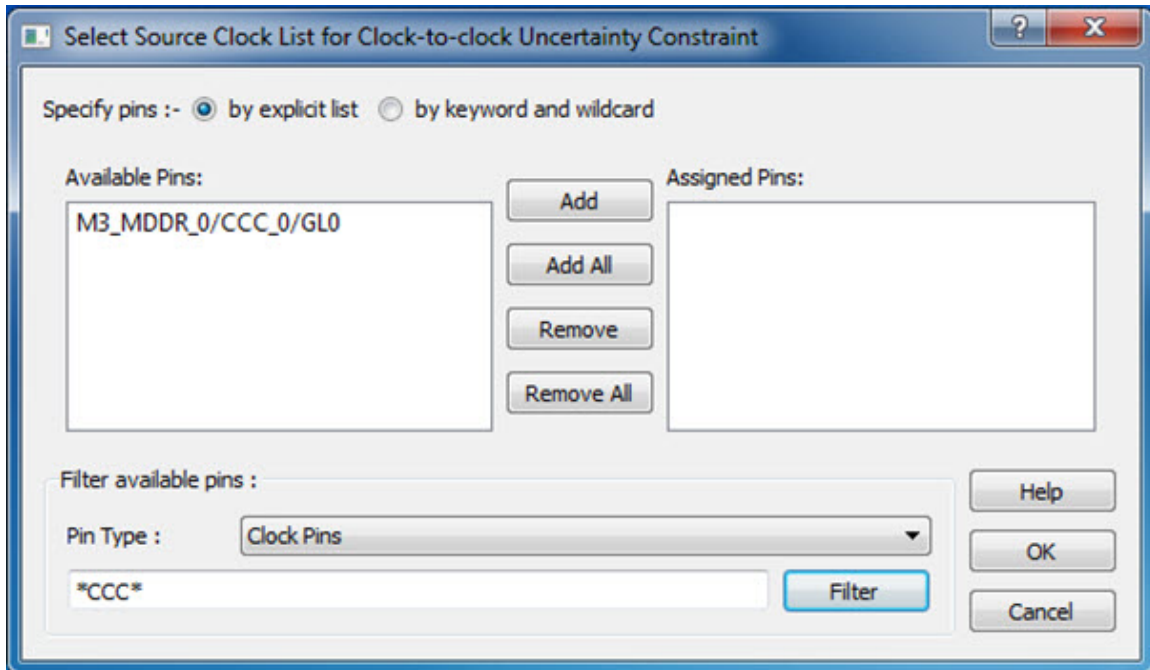 Select Source Clock List for Clock-to-clock Uncertainty Constraint
?
X
Specify pins :- by explicit list by keyword and wildcard
Available Pins:
M3_MDDR_0/CCC_0/GL0
Add
Add All
Remove
Remove All
Assigned Pins:
Filter available pins :
Pin Type : Clock Pins
*CCC* Filter
Help
OK
Cancel